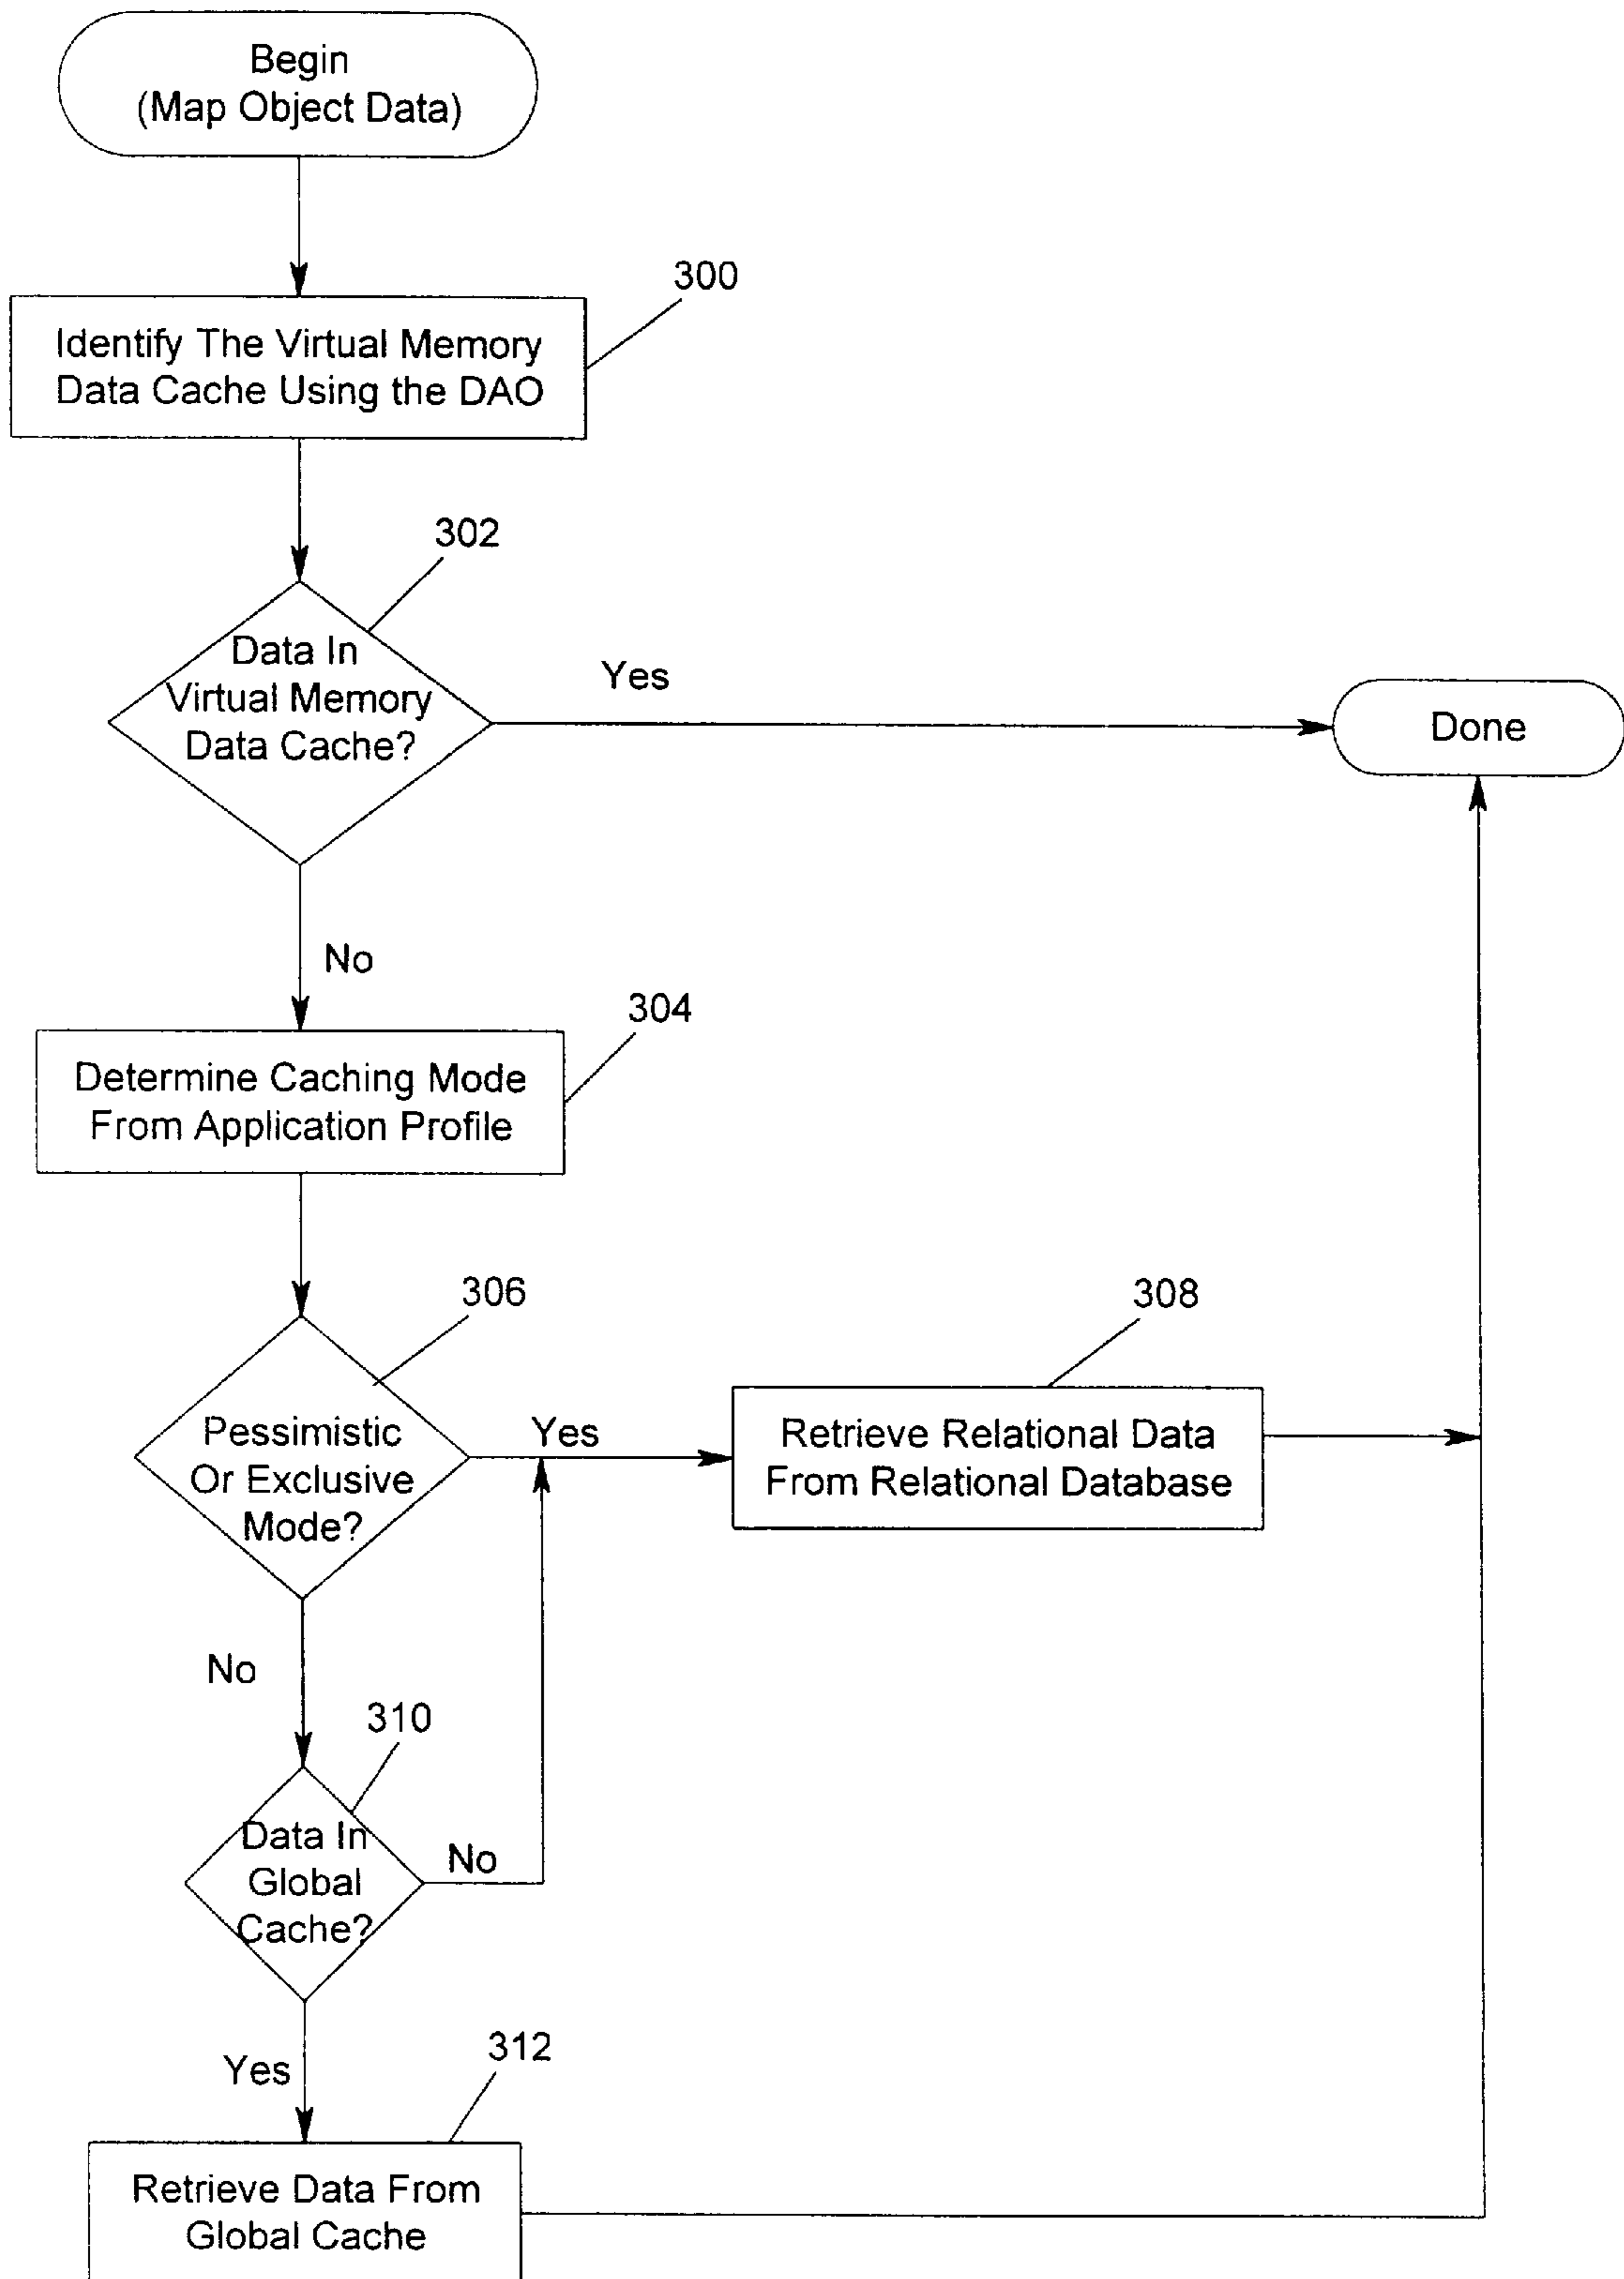 Begin
(Map Object Data)
300
Identify The Virtual Memory
Data Cache Using the DAO
302
Data In
Virtual Memory
Data Cache?
Yes
Done
No
304
Determine Caching Mode
From Application Profile
306
308
Pessimistic
Or Exclusive
Mode?
Yes
Retrieve Relational Data
From Relational Database
No
310
Data In
Global
Cache?
No
Yes
312
Retrieve Data From
Global Cache